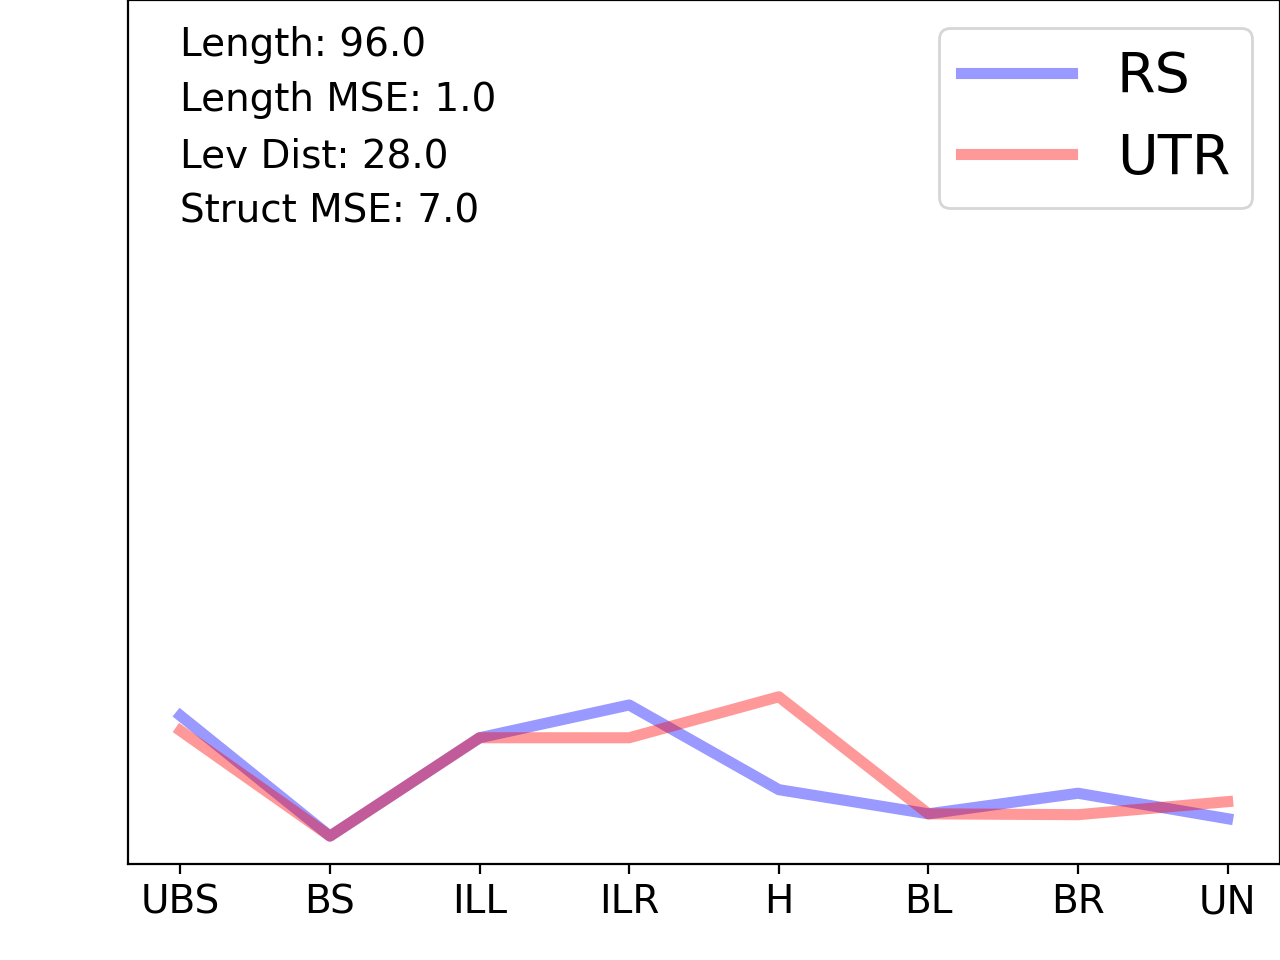 Length: 96.0
Length MSE: 1.0
Lev Dist: 28.0
Struct MSE: 7.0
RS
UTR
UBS BS ILL ILR H BL BR UN